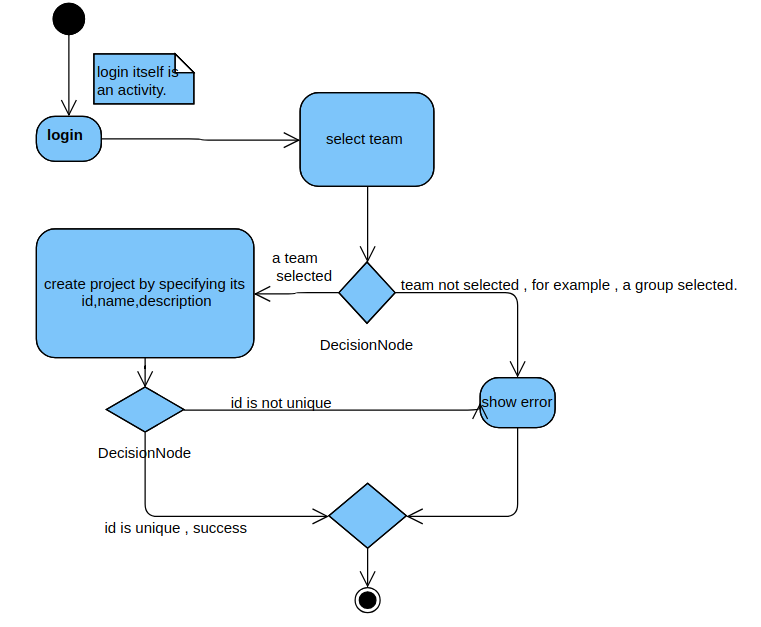 login itself is
an activity.
login
select team
a team
selected
team not selected , for example , a group selected.
create project by specifying its
id,name,description
DecisionNode
show error
id is not unique
DecisionNode
id is unique , success